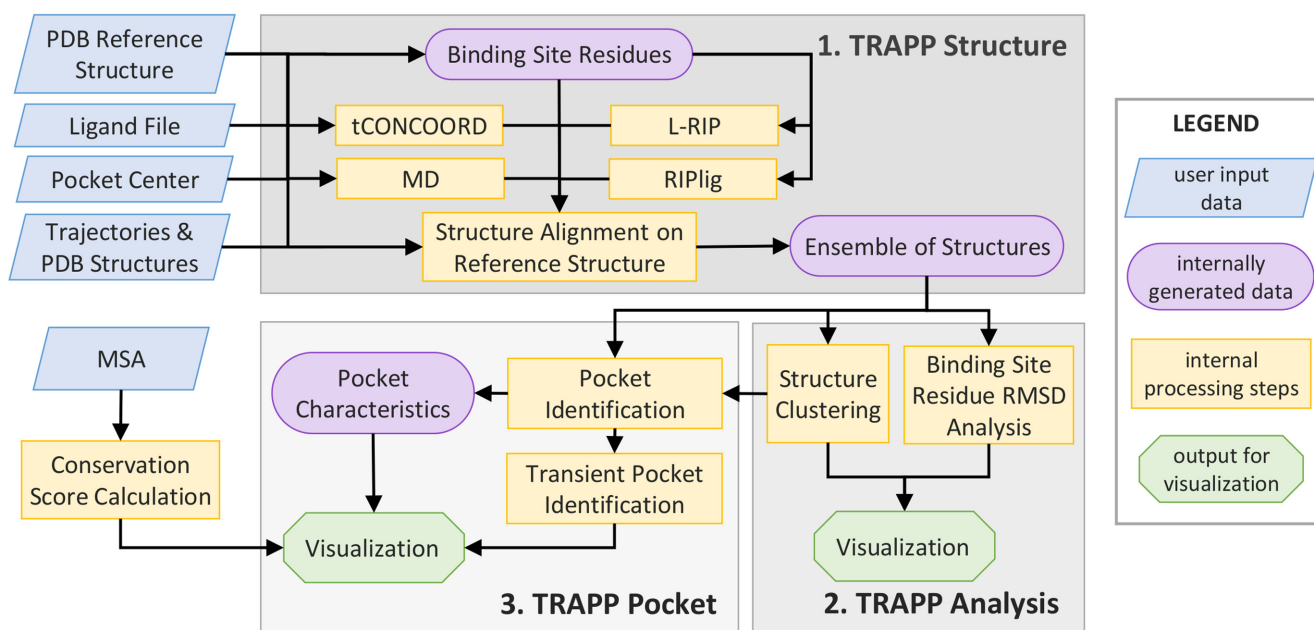 PDB Reference
Structure
Ligand File
Pocket Center
Trajectories &
PDB Structures
1. TRAPP Structure
Binding Site Residues
tCONCOORD
L-RIP
MD
RIPlig
Structure Alignment on
Reference Structure
Ensemble of Structures
MSA
Conservation
Score Calculation
Pocket
Characteristics
Pocket
Identification
Transient Pocket
Identification
Visualization
3. TRAPP Pocket
Structure
Clustering
Binding Site
Residue RMSD
Analysis
Visualization
2. TRAPP Analysis
LEGEND
user input
data
internally
generated data
internal
processing steps
output for
visualization